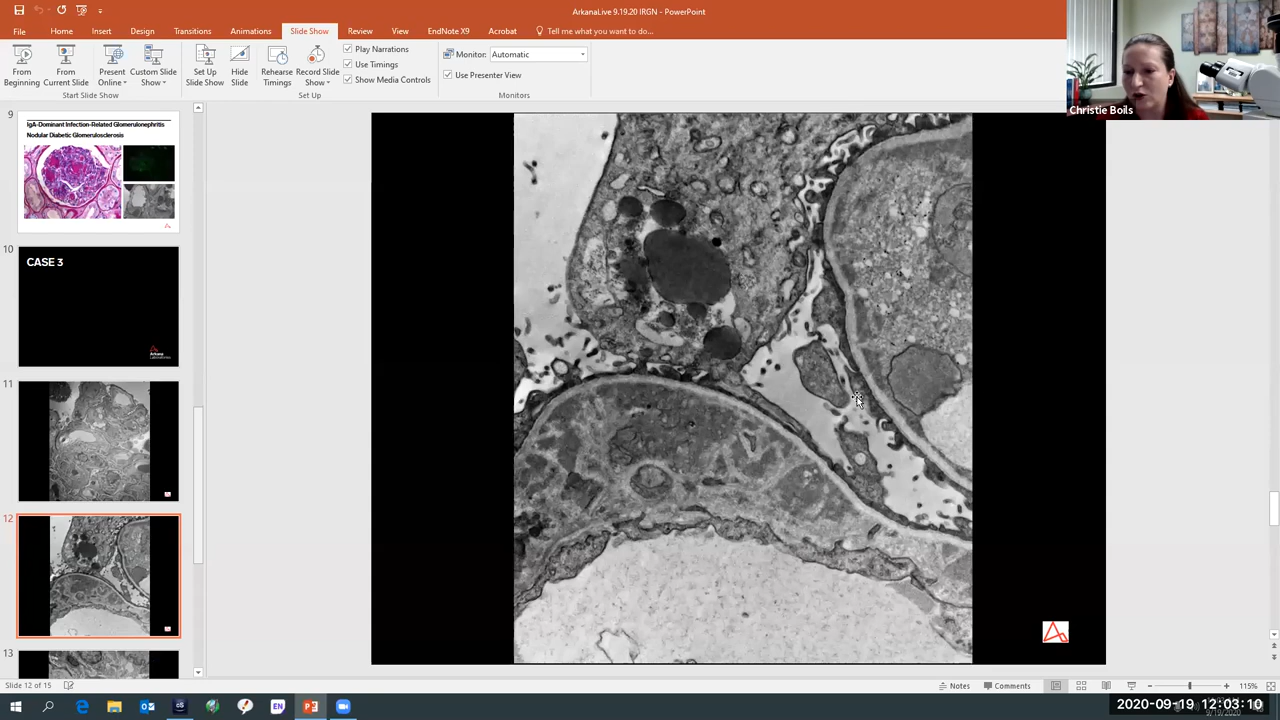 ArkanaLive 9.19.20 IRGN - PowerPoint
File Home Insert Design Transitions Animations Slide Show Review View EndNote X9 Acrobat Tell me what you want to do...
From Beginning
From Current Slide
Present Online
Custom Slide Show
Start Slide Show
Set Up Slide Show
Hide Slide
Rehearse Timings
Record Slide Show
Play Narrations
Use Timings
Show Media Controls
Set Up
Monitor: Automatic
Use Presenter View
Monitors
Christie Boils
9
IgA-Dominant Infection-Related Glomerulonephritis
Nodular Diabetic Glomerulosclerosis
10
CASE 3
Arkana
Laboratories
11
12
13
Slide 12 of 15
Notes
Comments
115%
EN
2020-09-19 12:03:10